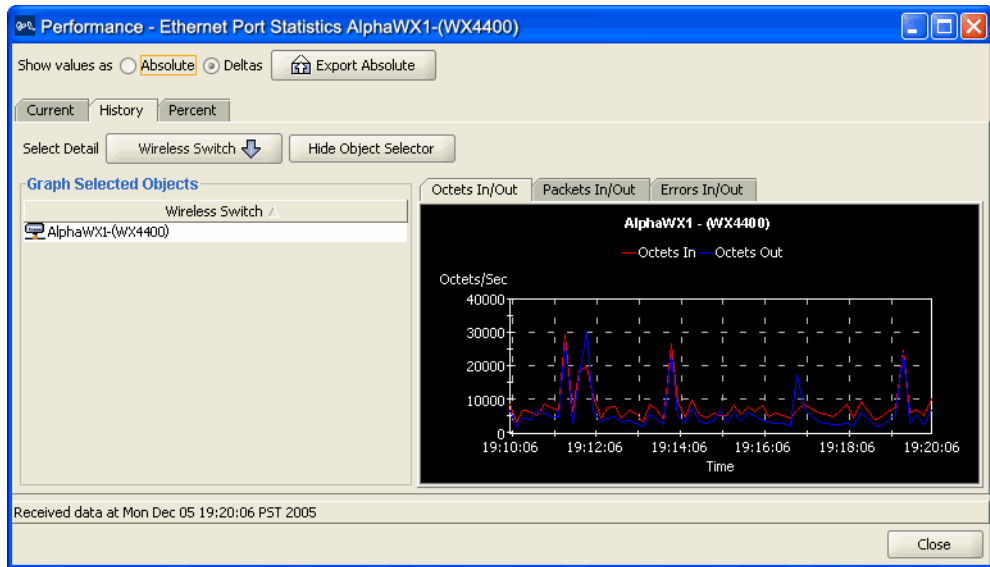 Performance - Ethernet Port Statistics AlphaWX1-(WX4400)
Show values as Absolute Deltas Export Absolute
Current History Percent
Select Detail Wireless Switch Hide Object Selector
Graph Selected Objects
Wireless Switch
AlphaWX1-(WX4400)
Octets In/Out Packets In/Out Errors In/Out
AlphaWX1 - (WX4400)
Octets In Octets Out
Octets/Sec
40000
30000
20000
10000
0
19:10:06 19:12:06 19:14:06 19:16:06 19:18:06 19:20:06
Time
Received data at Mon Dec 05 19:20:06 PST 2005
Close